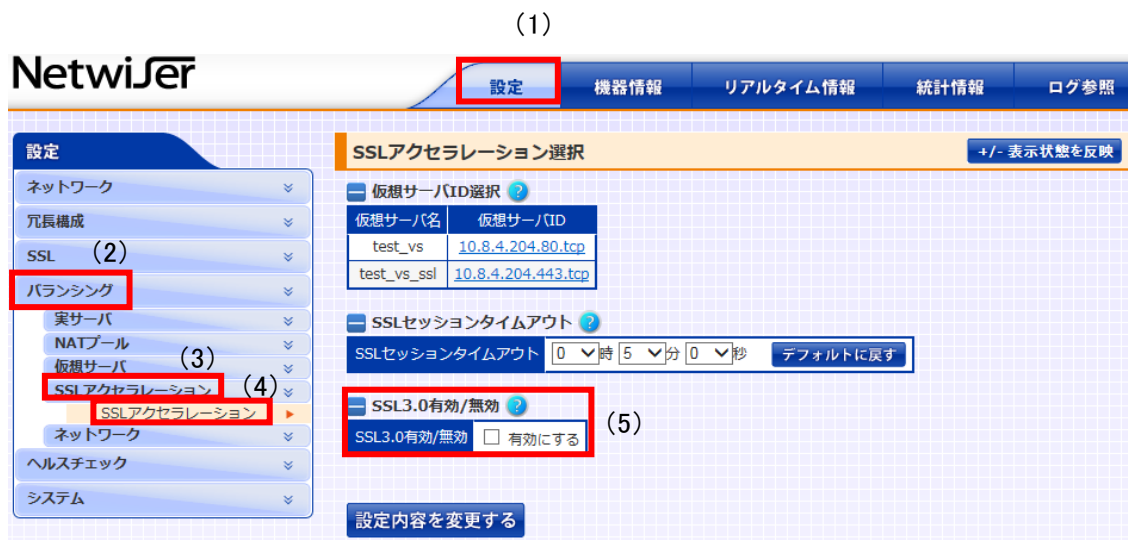 (1)
Netwiser
設定 機器情報 リアルタイム情報 統計情報 ログ参照
設定
ネットワーク
冗長構成
SSL (2)
バランシング
実サーバ
NATプール
仮想サーバ (3)
SSLアクセラレーション (4)
SSLアクセラレーション
ネットワーク
ヘルスチェック
システム
SSLアクセラレーション選択 +/- 表示状態を反映
仮想サーバID選択 ?
仮想サーバ名 仮想サーバID
test_vs 10.8.4.204.80.tcp
test_vs_ssl 10.8.4.204.443.tcp
SSLセッションタイムアウト ?
SSLセッションタイムアウト 0 時 5 分 0 秒 デフォルトに戻す
SSL3.0有効/無効 ?
SSL3.0有効/無効 有効にする (5)
設定内容を変更する